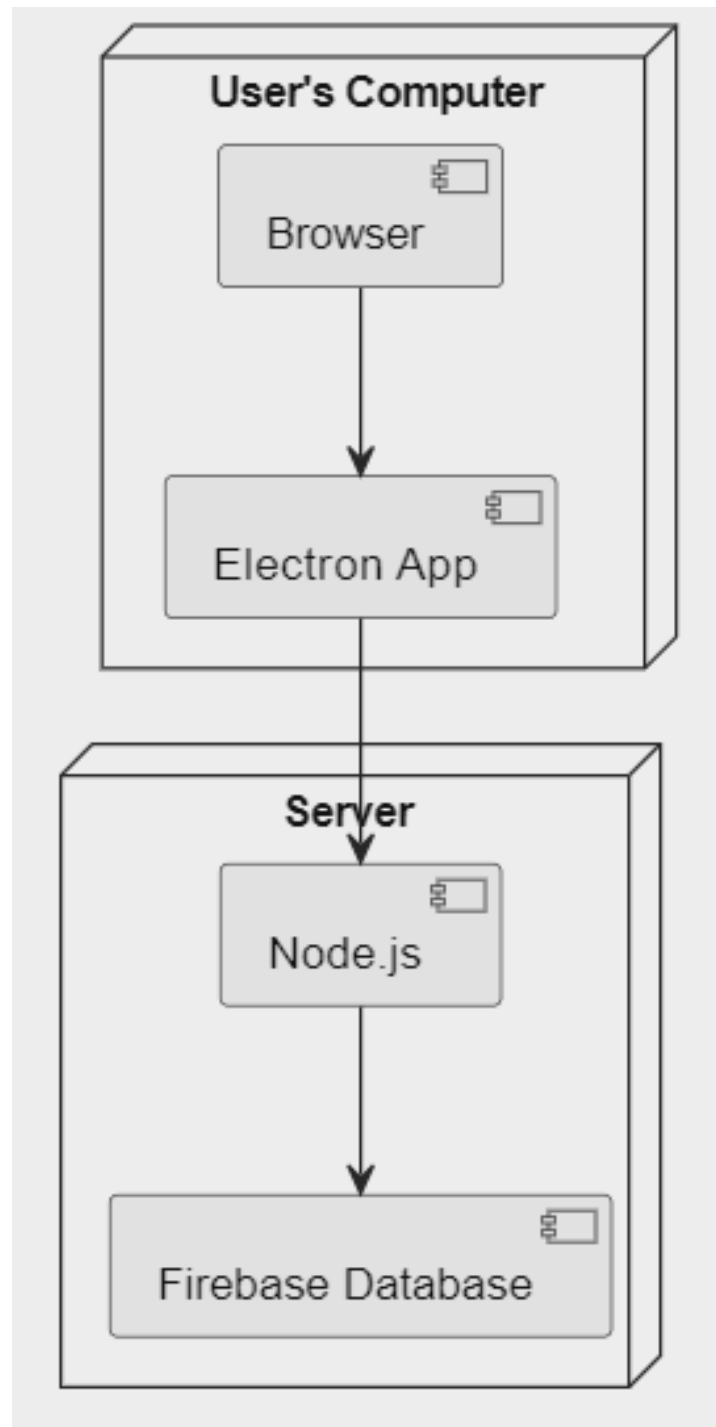 User's Computer
Browser
Electron App
Server
Node.js
Firebase Database